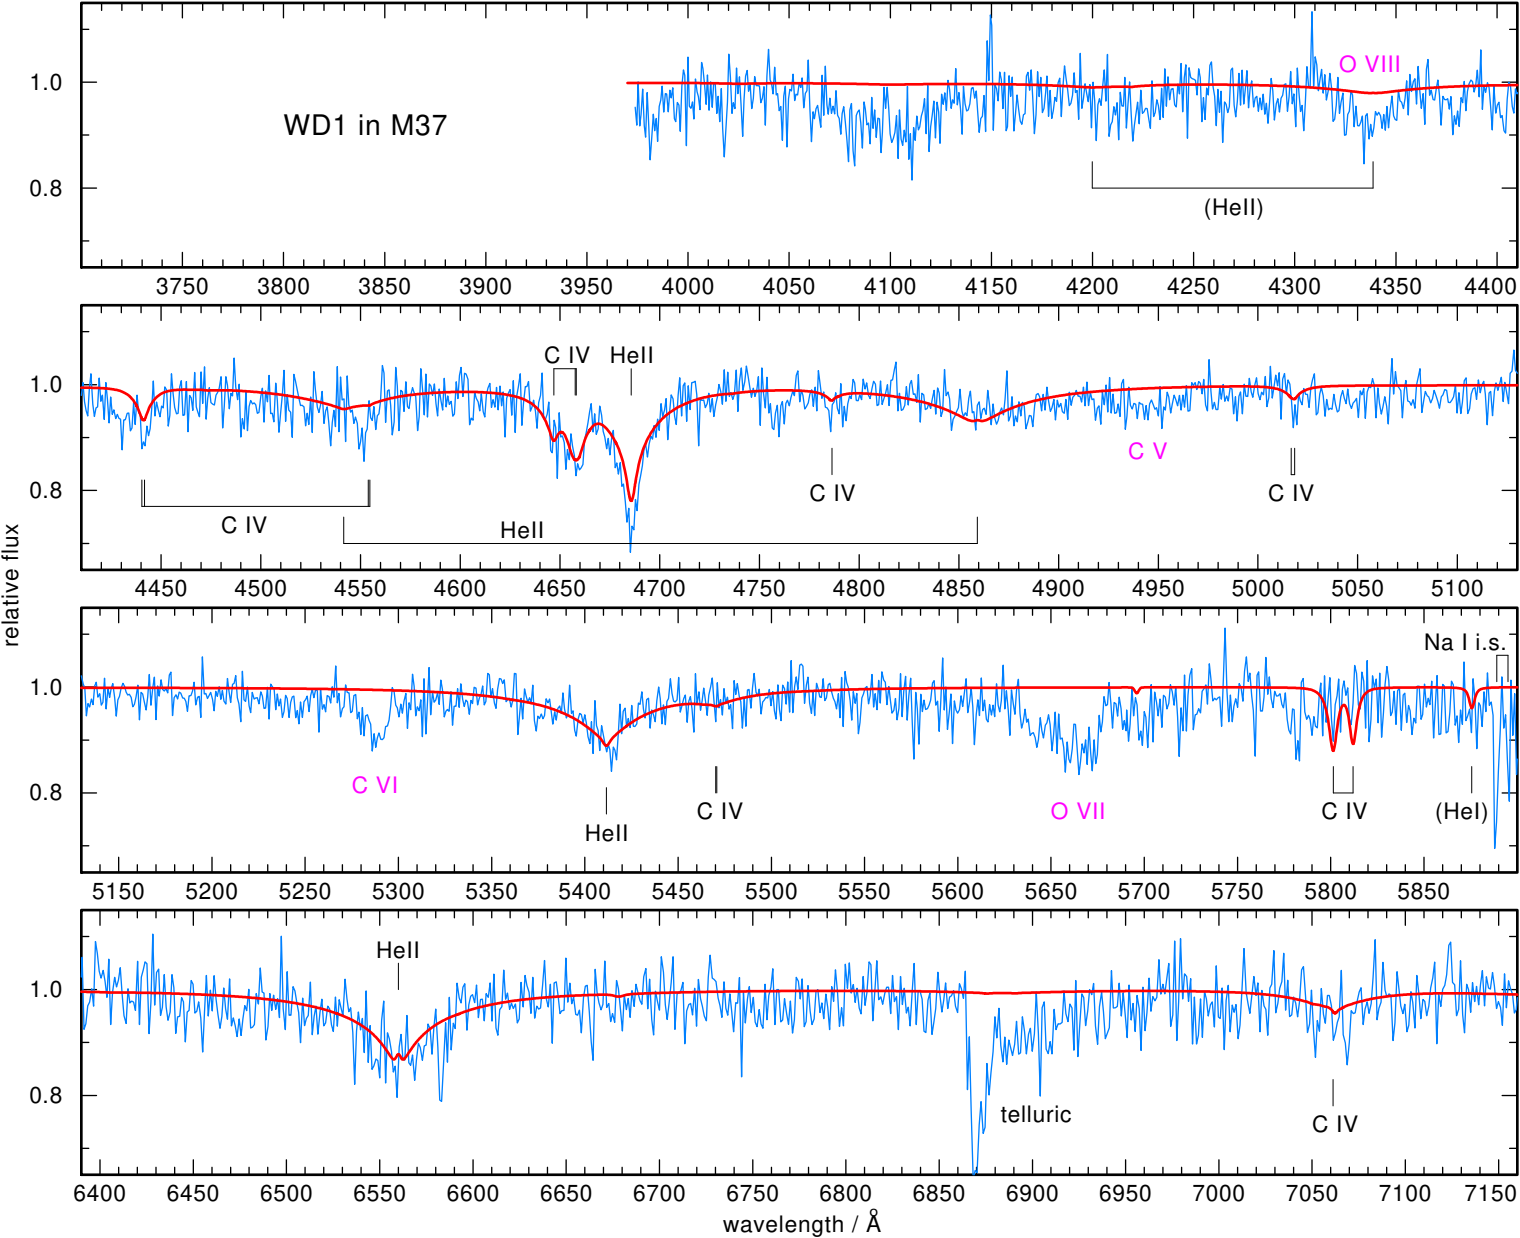 1.0
O VIII
WD1 in M37
0.8
(HeII)
3750 3800 3850 3900 3950 4000 4050 4100 4150 4200 4250 4300 4350 4400
C IV HeII
1.0
C V
0.8
C IV
C IV
C IV
HeII
4450 4500 4550 4600 4650 4700 4750 4800 4850 4900 4950 5000 5050 5100
relative flux
Na I i.s.
1.0
C VI
0.8
HeII
C IV
O VII
C IV
(HeI)
5150 5200 5250 5300 5350 5400 5450 5500 5550 5600 5650 5700 5750 5800 5850
HeII
1.0
0.8
telluric
C IV
6400 6450 6500 6550 6600 6650 6700 6750 6800 6850 6900 6950 7000 7050 7100 7150
wavelength / Å